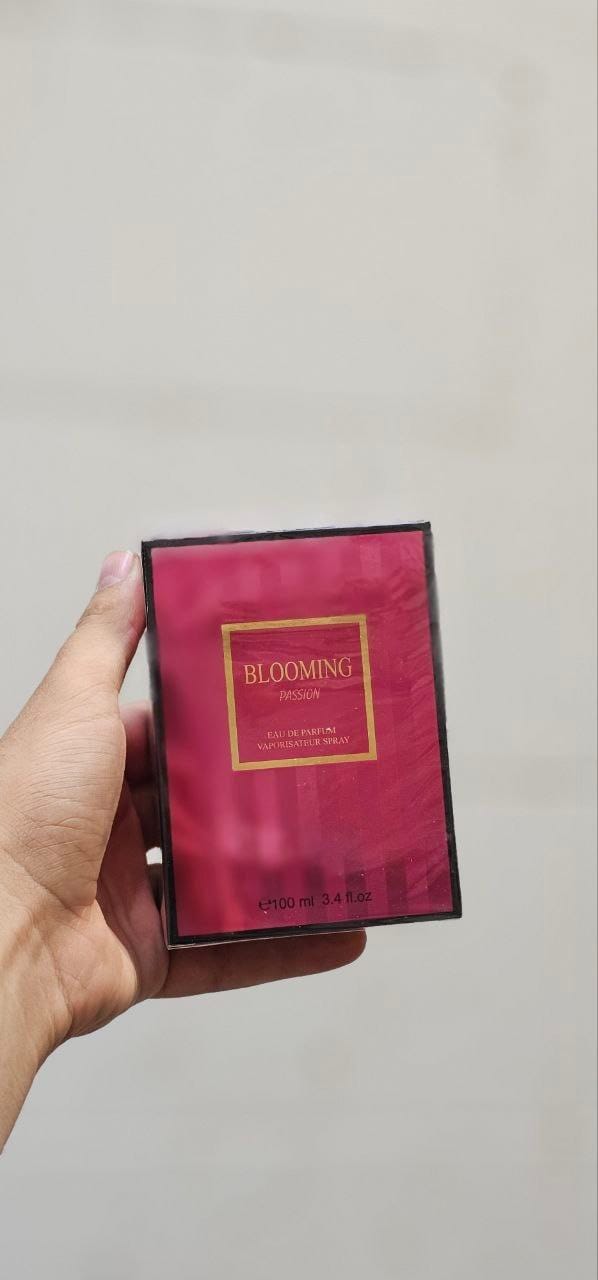 BLOOMING
PASSION
EAU DE PARFUM
VAPORISATEUR SPRAY
℮100 ml 3.4 fl.oz